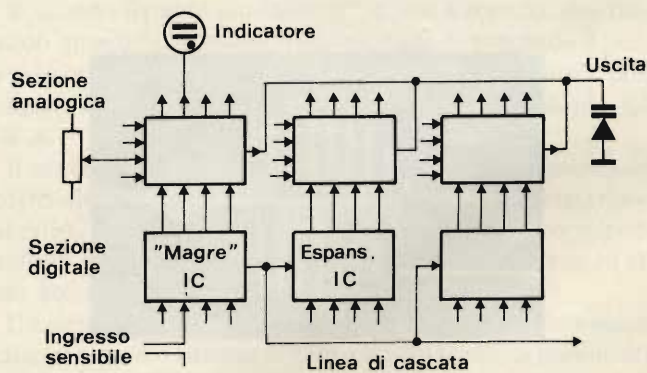 Indicatore
Uscita
Sezione
analogica
Sezione
digitale
"Magre"
IC
Espans.
IC
Ingresso
sensibile
Linea di cascata